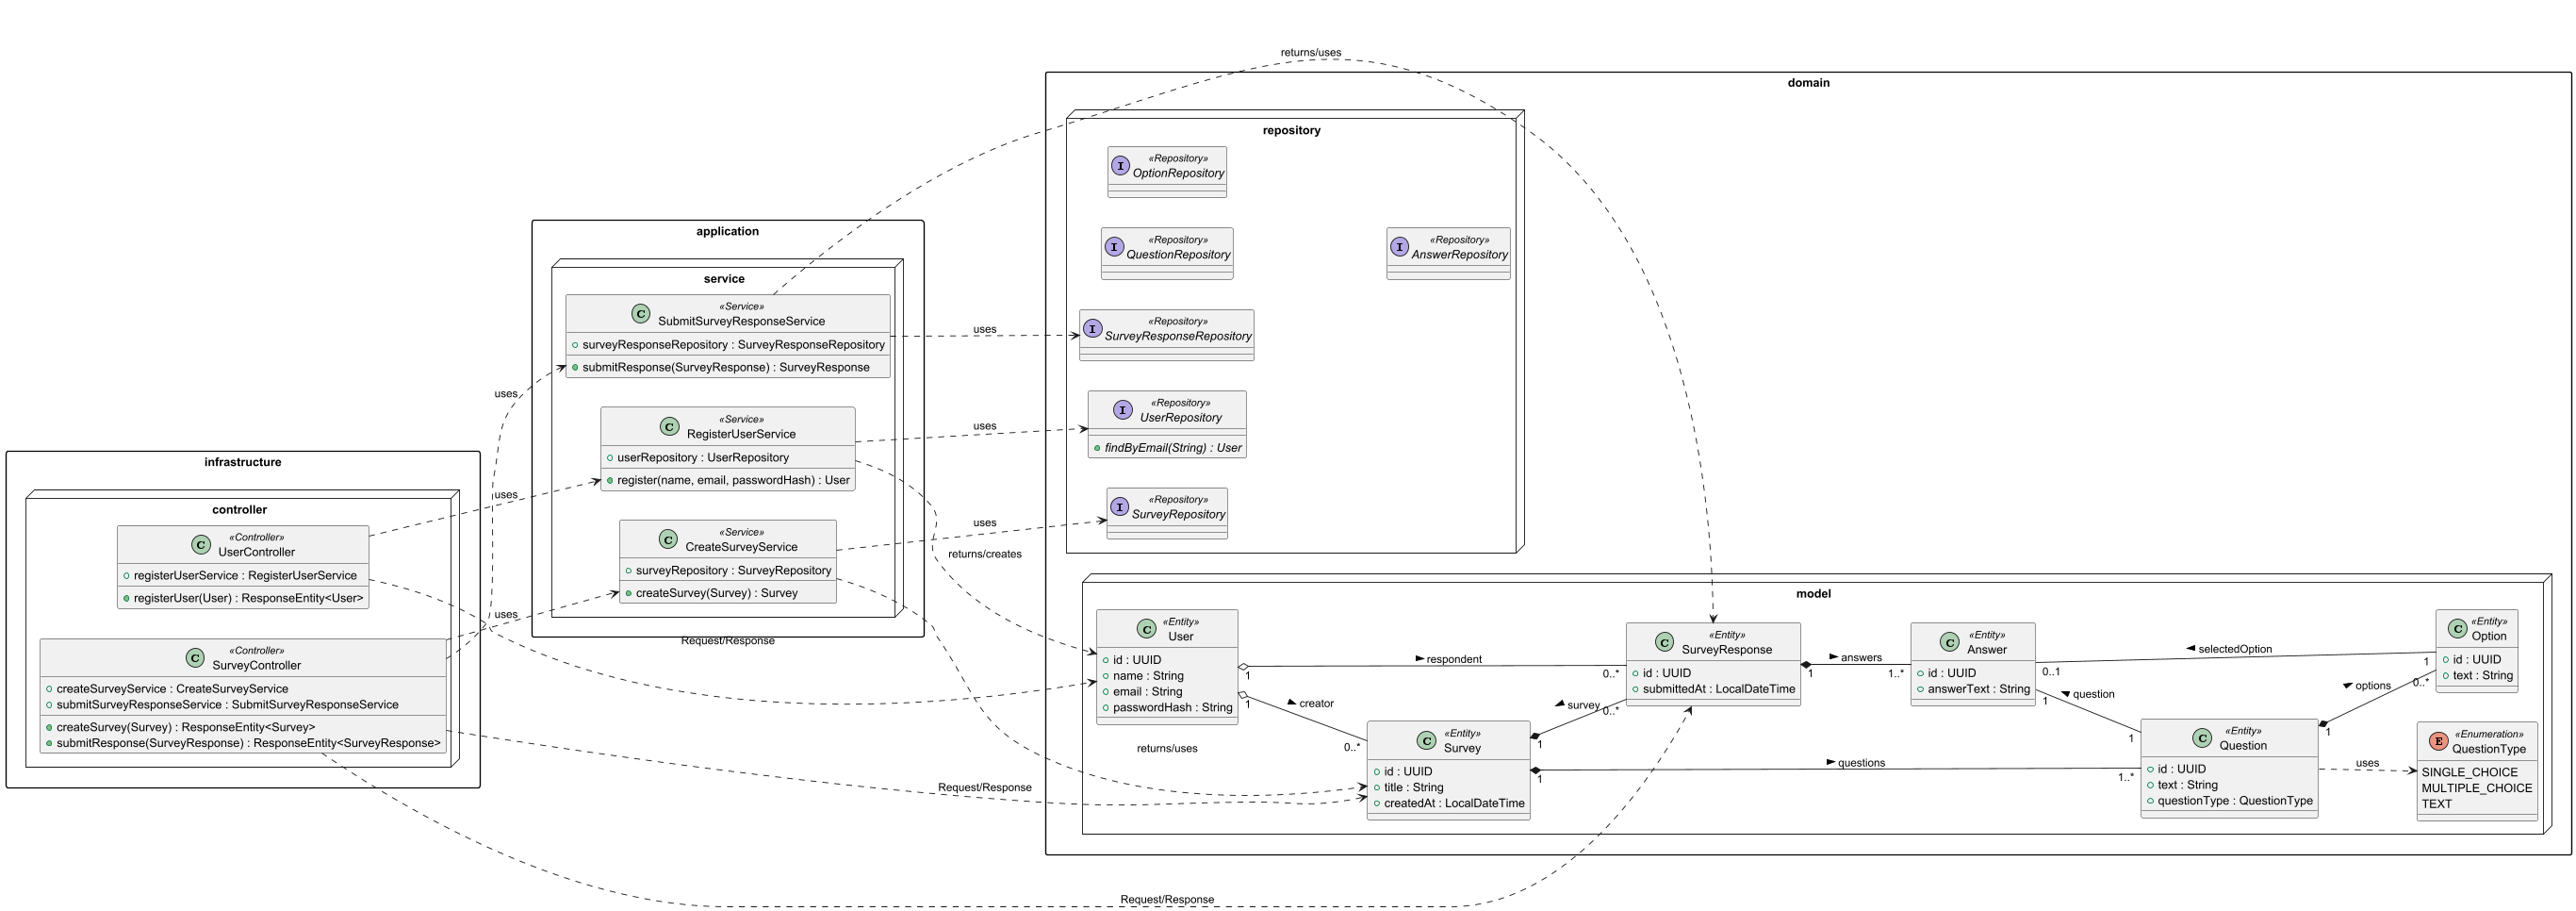 returns/uses
domain
repository
«Repository»
OptionRepository
«Repository»
QuestionRepository
«Repository»
AnswerRepository
«Repository»
SurveyResponseRepository
«Repository»
UserRepository
findByEmail(String) : User
«Repository»
SurveyRepository
application
service
«Service»
SubmitSurveyResponseService
surveyResponseRepository : SurveyResponseRepository
submitResponse(SurveyResponse) : SurveyResponse
«Service»
RegisterUserService
userRepository : UserRepository
register(name, email, passwordHash) : User
«Service»
CreateSurveyService
surveyRepository : SurveyRepository
createSurvey(Survey) : Survey
uses
uses
uses
uses
uses
uses
returns/creates
infrastructure
controller
«Controller»
UserController
registerUserService : RegisterUserService
registerUser(User) : ResponseEntity<User>
«Controller»
SurveyController
createSurveyService : CreateSurveyService
submitSurveyResponseService : SubmitSurveyResponseService
createSurvey(Survey) : ResponseEntity<Survey>
submitResponse(SurveyResponse) : ResponseEntity<SurveyResponse>
Request/Response
model
«Entity»
User
id : UUID
name : String
email : String
passwordHash : String
1
respondent
0..*
1
creator
0..*
returns/uses
«Entity»
SurveyResponse
id : UUID
submittedAt : LocalDateTime
1
answers
1..*
survey
0..*
1
«Entity»
Survey
id : UUID
title : String
createdAt : LocalDateTime
1
questions
1..*
«Entity»
Answer
id : UUID
answerText : String
0..1
selectedOption
1
1
question
1
«Entity»
Option
id : UUID
text : String
options
0..*
1
«Entity»
Question
id : UUID
text : String
questionType : QuestionType
uses
«Enumeration»
QuestionType
SINGLE_CHOICE
MULTIPLE_CHOICE
TEXT
Request/Response
Request/Response